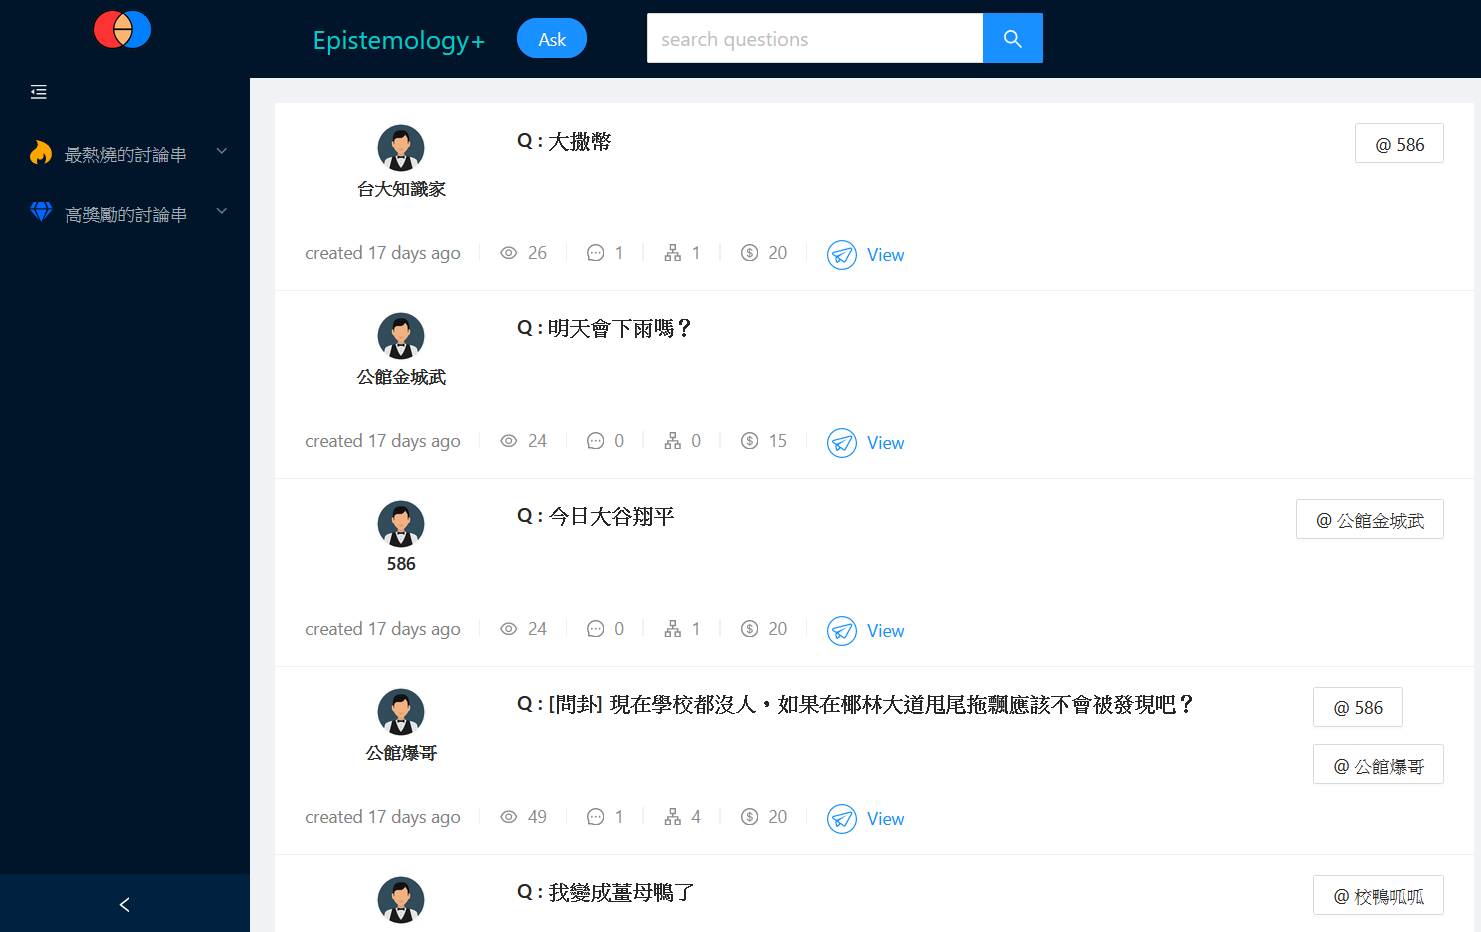 Epistemology+
Ask
search questions
最熱燒的討論串
高獎勵的討論串
台大知識家
Q : 大撒幣
@ 586
created 17 days ago 26 1 1 20 View
公館金城武
Q : 明天會下雨嗎？
created 17 days ago 24 0 0 15 View
586
Q : 今日大谷翔平
@ 公館金城武
created 17 days ago 24 0 1 20 View
公館爆哥
Q : [問卦] 現在學校都沒人，如果在椰林大道甩尾拖飄應該不會被發現吧？
@ 586
@ 公館爆哥
created 17 days ago 49 1 4 20 View
Q : 我變成薑母鴨了
@ 校鴨呱呱